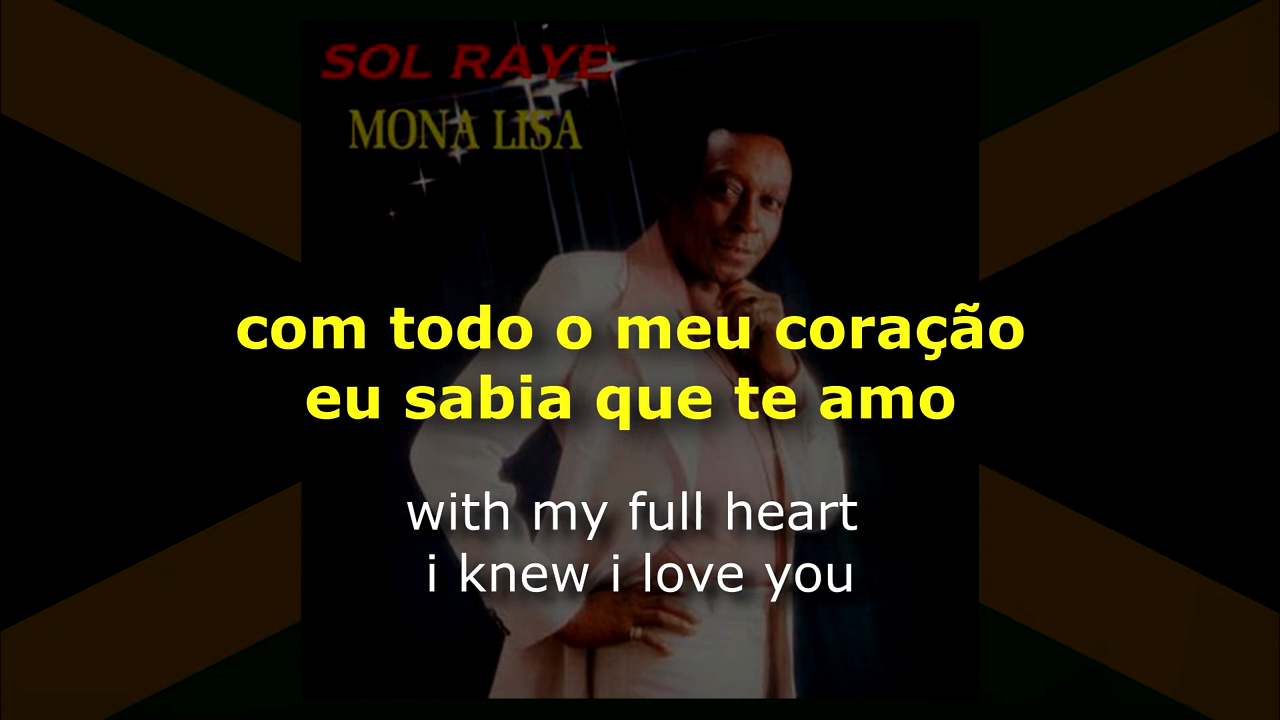 SOL RAYE
MONA LISA
com todo o meu coração
eu sabia que te amo
with my full heart
i knew i love you